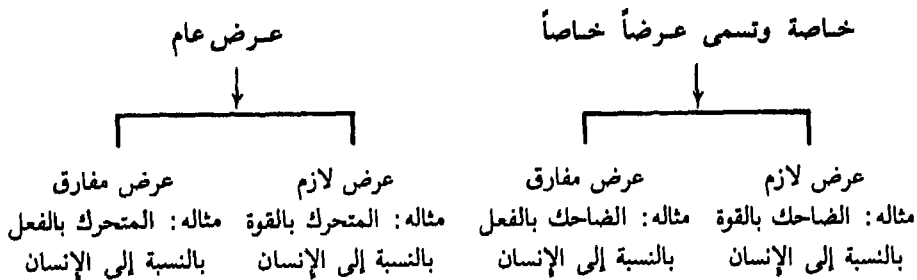 خاصة وتسمى عرضاً خاصاً
عرض عام
عرض لازم
مثاله: الضاحك بالقوة
بالنسبة إلى الإنسان
عرض مفارق
مثاله: الضاحك بالفعل
بالنسبة إلى الإنسان
عرض لازم
مثاله: المتحرك بالقوة
بالنسبة إلى الإنسان
عرض مفارق
مثاله: المتحرك بالفعل
بالنسبة إلى الإنسان